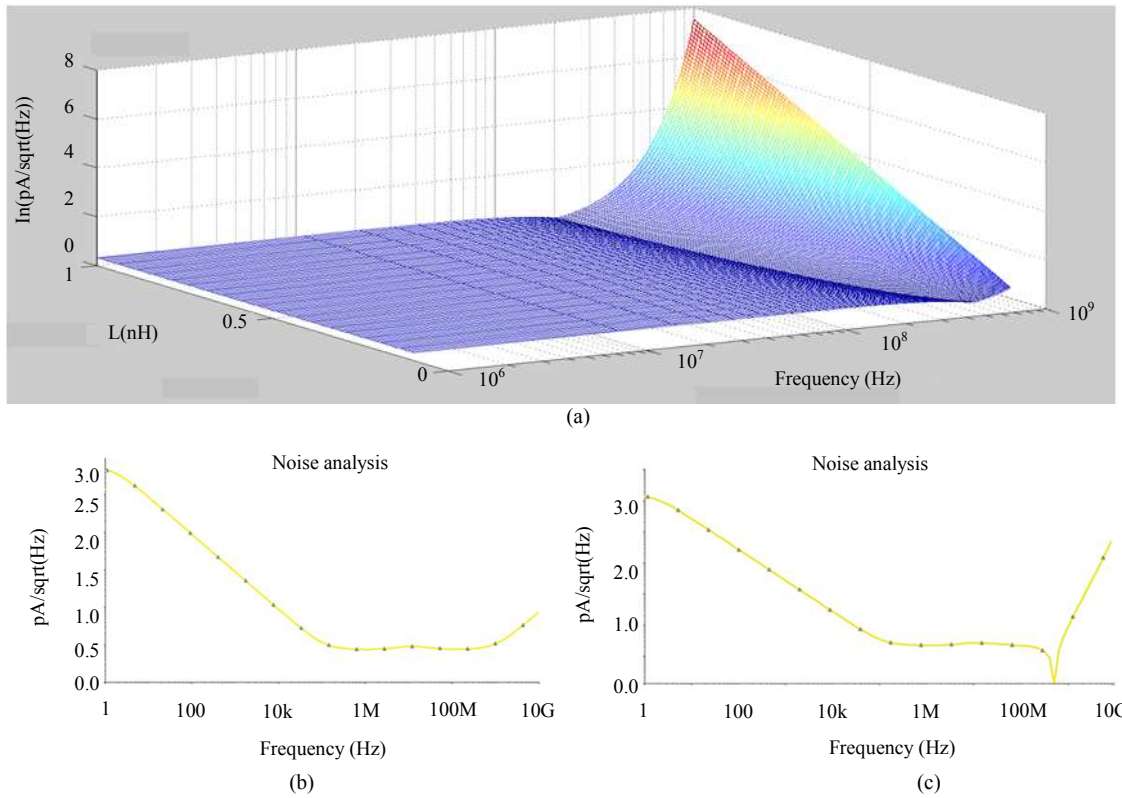 8
6
4
2
0
In(pA/sqrt(Hz))
1
0.5
0
L(nH)
10^6
10^7
10^8
10^9
Frequency (Hz)
(a)
Noise analysis
3.0
2.5
2.0
1.5
1.0
0.5
0.0
pA/sqrt(Hz)
1 100 10k 1M 100M 10G
Frequency (Hz)
(b)
Noise analysis
3.0
2.0
1.0
0.0
pA/sqrt(Hz)
1 100 10k 1M 100M 10G
Frequency (Hz)
(c)